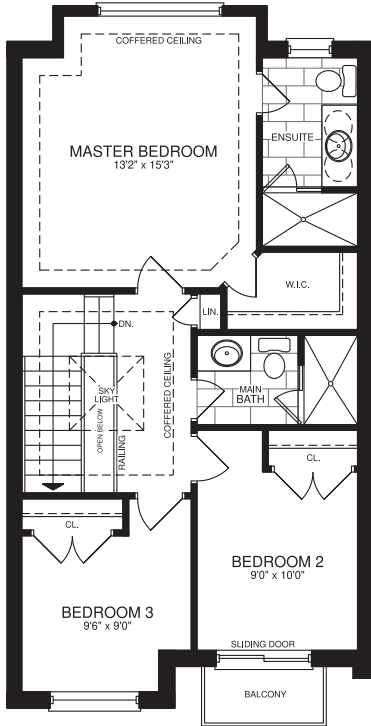 COFFERED CEILING
ENSUITE
MASTER BEDROOM
13'2" x 15'3"
W.I.C.
LIN.
DN.
SKY
LIGHT
OPEN BELOW
RAILING
COFFERED CEILING
MAIN
BATH
CL.
CL.
BEDROOM 2
9'0" x 10'0"
BEDROOM 3
9'6" x 9'0"
SLIDING DOOR
BALCONY